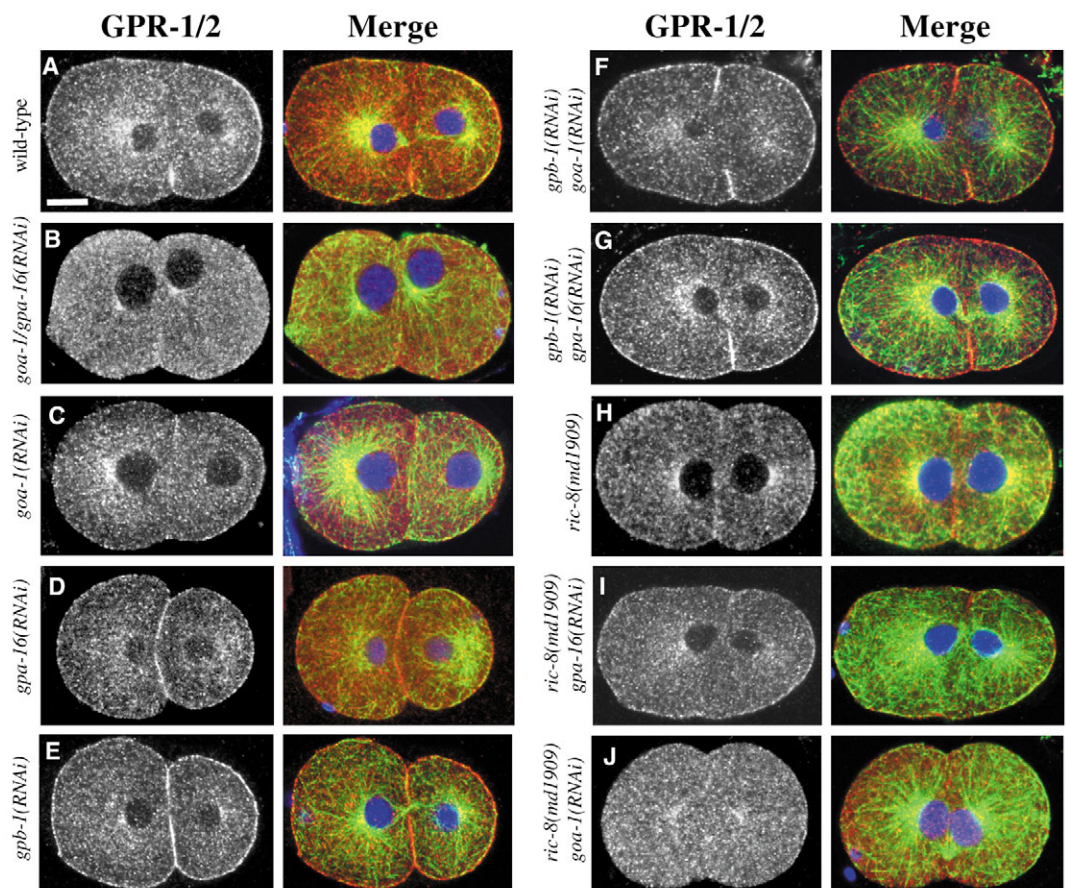 GPR-1/2 Merge GPR-1/2 Merge
wild-type A
goa-1/gpa-16(RNAi) B
goa-1(RNAi) C
gpa-16(RNAi) D
gpb-1(RNAi) E
gpb-1(RNAi) F
goa-1(RNAi)
gpb-1(RNAi) G
gpa-16(RNAi)
ric-8(md1909) H
ric-8(md1909) I
gpa-16(RNAi)
ric-8(md1909) J
goa-1(RNAi)